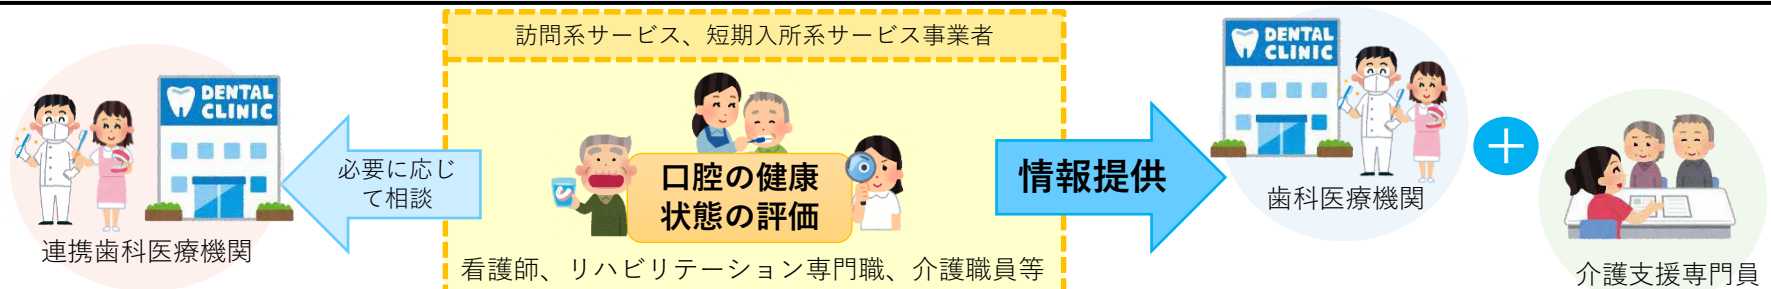 訪問系サービス、短期入所系サービス事業者
DENTAL
CLINIC
必要に応じ
て相談
連携歯科医療機関
口腔の健康
状態の評価
看護師、リハビリテーション専門職、介護職員等
情報提供
DENTAL
CLINIC
歯科医療機関
＋
介護支援専門員